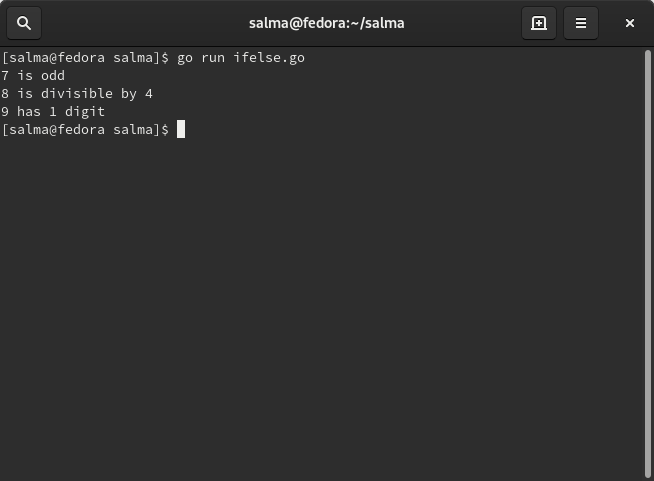 salma@fedora:~/salma
[salma@fedora salma]$ go run ifelse.go
7 is odd
8 is divisible by 4
9 has 1 digit
[salma@fedora salma]$